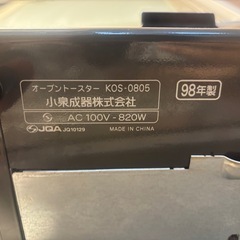 オーブントースター KOS-0805
小泉成器株式会社
98年製
AC 100V - 820W
JQA JQ1012S
MADE IN CHINA